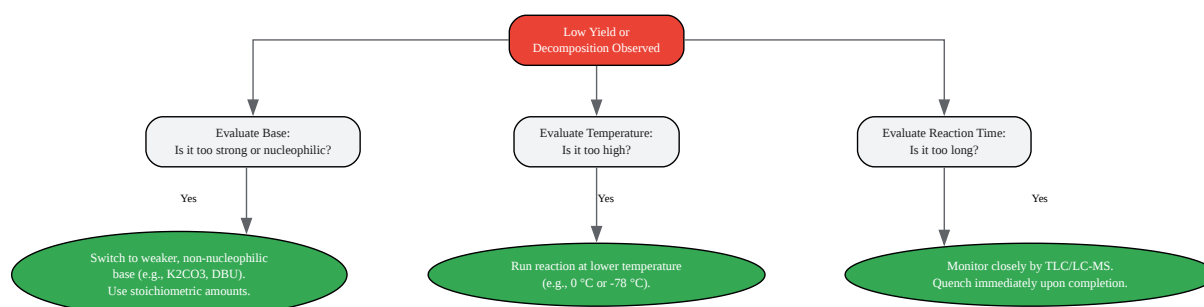 Low Yield or
Decomposition Observed
Evaluate Base:
Is it too strong or nucleophilic?
Evaluate Temperature:
Is it too high?
Evaluate Reaction Time:
Is it too long?
Yes
Yes
Yes
Switch to weaker, non-nucleophilic
base (e.g., K2CO3, DBU).
Use stoichiometric amounts.
Run reaction at lower temperature
(e.g., 0 °C or -78 °C).
Monitor closely by TLC/LC-MS.
Quench immediately upon completion.